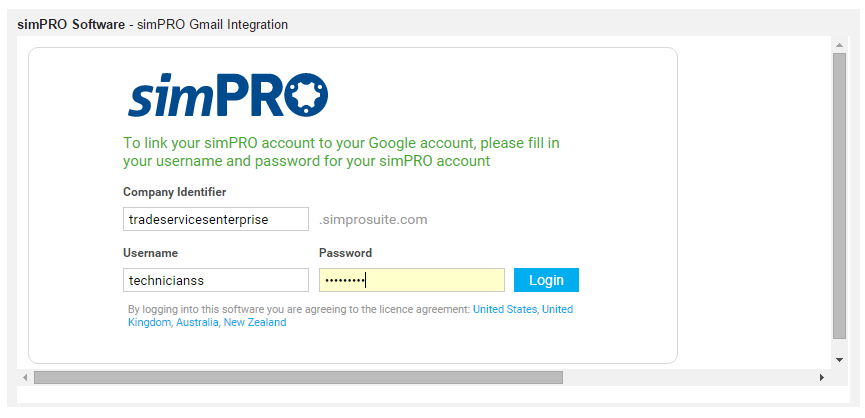 simPRO Software - simPRO Gmail Integration
simPRO
To link your simPRO account to your Google account, please fill in
your username and password for your simPRO account
Company Identifier
tradeservicesenterprise .simprosuite.com
Username Password
technicianss ••••••••• Login
By logging into this software you are agreeing to the licence agreement: United States, United
Kingdom, Australia, New Zealand